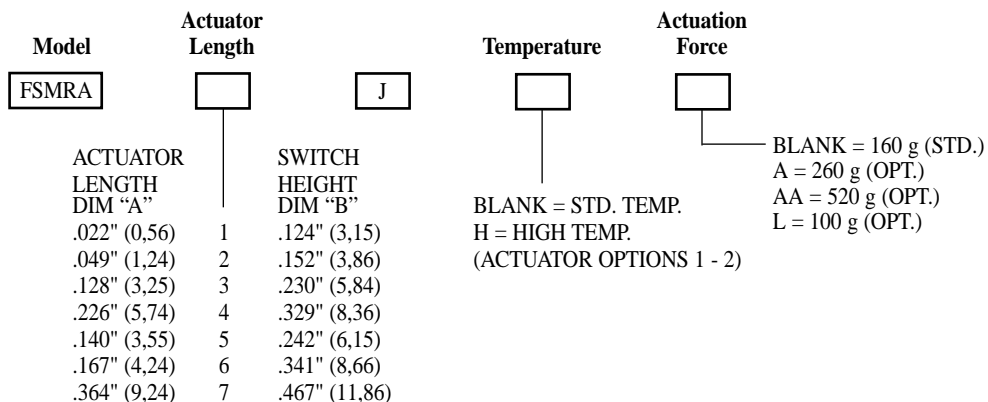 Model Actuator Length Temperature Actuation Force
FSMRA J
ACTUATOR LENGTH DIM “A” SWITCH HEIGHT DIM “B”
.022" (0,56) 1 .124" (3,15)
.049" (1,24) 2 .152" (3,86)
.128" (3,25) 3 .230" (5,84)
.226" (5,74) 4 .329" (8,36)
.140" (3,55) 5 .242" (6,15)
.167" (4,24) 6 .341" (8,66)
.364" (9,24) 7 .467" (11,86)
BLANK = STD. TEMP.
H = HIGH TEMP.
(ACTUATOR OPTIONS 1 - 2)
BLANK = 160 g (STD.)
A = 260 g (OPT.)
AA = 520 g (OPT.)
L = 100 g (OPT.)